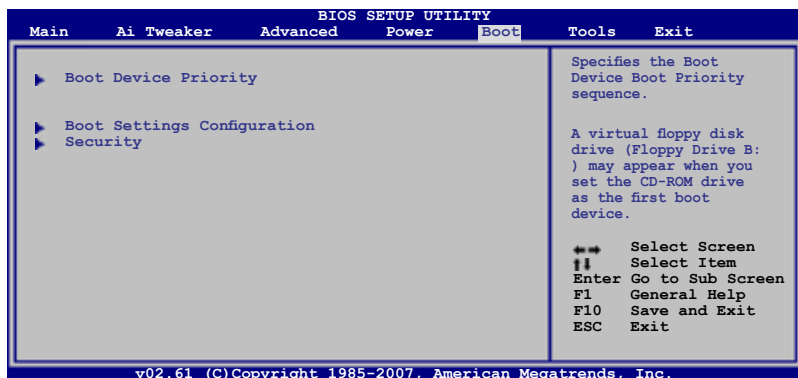 BIOS SETUP UTILITY
Main Ai Tweaker Advanced Power Boot Tools Exit
Boot Device Priority
Boot Settings Configuration
Security
Specifies the Boot
Device Boot Priority
sequence.
A virtual floppy disk
drive (Floppy Drive B:
) may appear when you
set the CD-ROM drive
as the first boot
device.
Select Screen
Select Item
Enter Go to Sub Screen
F1 General Help
F10 Save and Exit
ESC Exit
v02.61 (C)Copyright 1985-2007, American Megatrends, Inc.